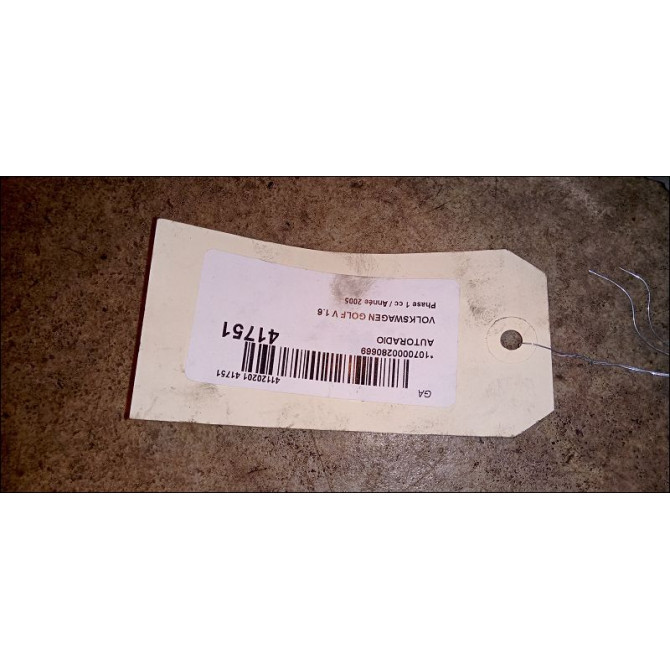 GA
41120201 41751
*1070000280669
AUTORADIO
41751
VOLKSWAGEN GOLF V 1.6
Phase 1 cc / Année 2005